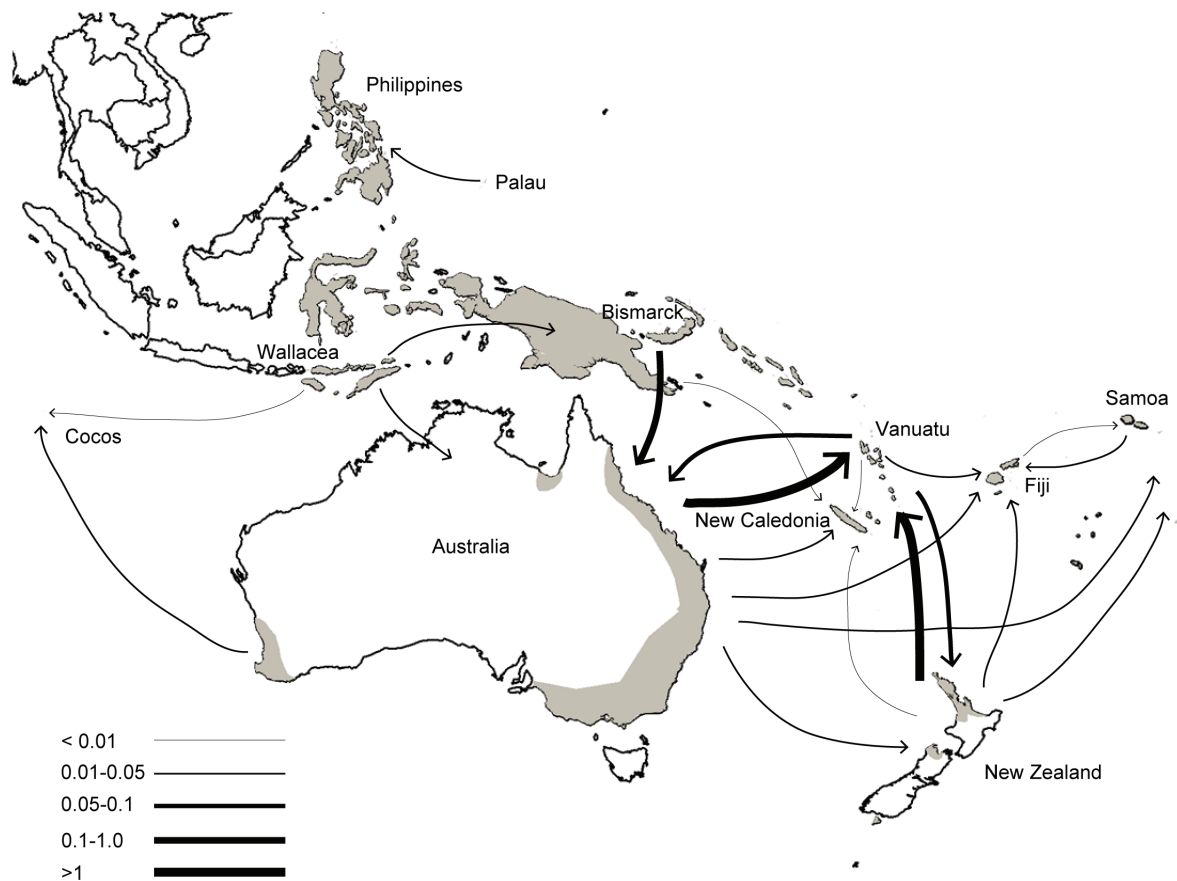 Philippines
Palau
Bismarck
Wallacea
Samoa
Cocos
Vanuatu
Fiji
New Caledonia
Australia
New Zealand
< 0.01
0.01-0.05
0.05-0.1
0.1-1.0
>1